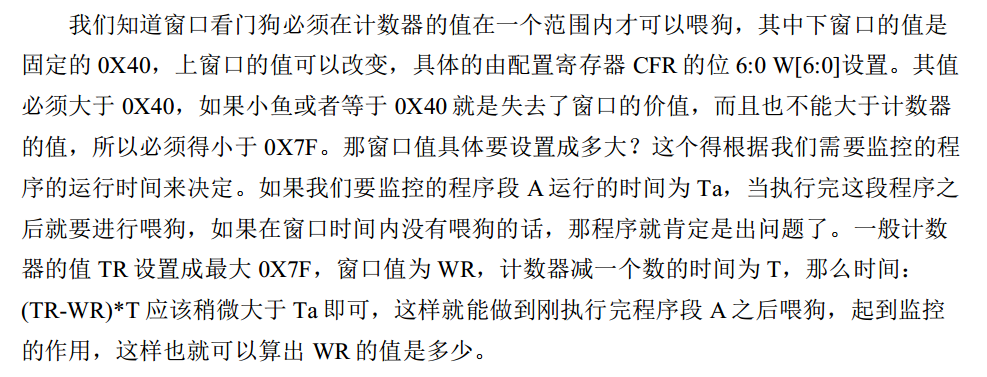 我们知道窗口看门狗必须在计数器的值在一个范围内才可以喂狗，其中下窗口的值是
固定的 0X40，上窗口的值可以改变，具体的由配置寄存器 CFR 的位 6:0 W[6:0]设置。其值
必须大于 0X40，如果小鱼或者等于 0X40 就是失去了窗口的价值，而且也不能大于计数器
的值，所以必须得小于 0X7F。那窗口值具体要设置成多大？这个得根据我们需要监控的程
序的运行时间来决定。如果我们要监控的程序段 A 运行的时间为 Ta，当执行完这段程序之
后就要进行喂狗，如果在窗口时间内没有喂狗的话，那程序就肯定是出问题了。一般计数
器的值 TR 设置成最大 0X7F，窗口值为 WR，计数器减一个数的时间为 T，那么时间：
(TR-WR)*T 应该稍微大于 Ta 即可，这样就能做到刚执行完程序段 A 之后喂狗，起到监控
的作用，这样也就可以算出 WR 的值是多少。